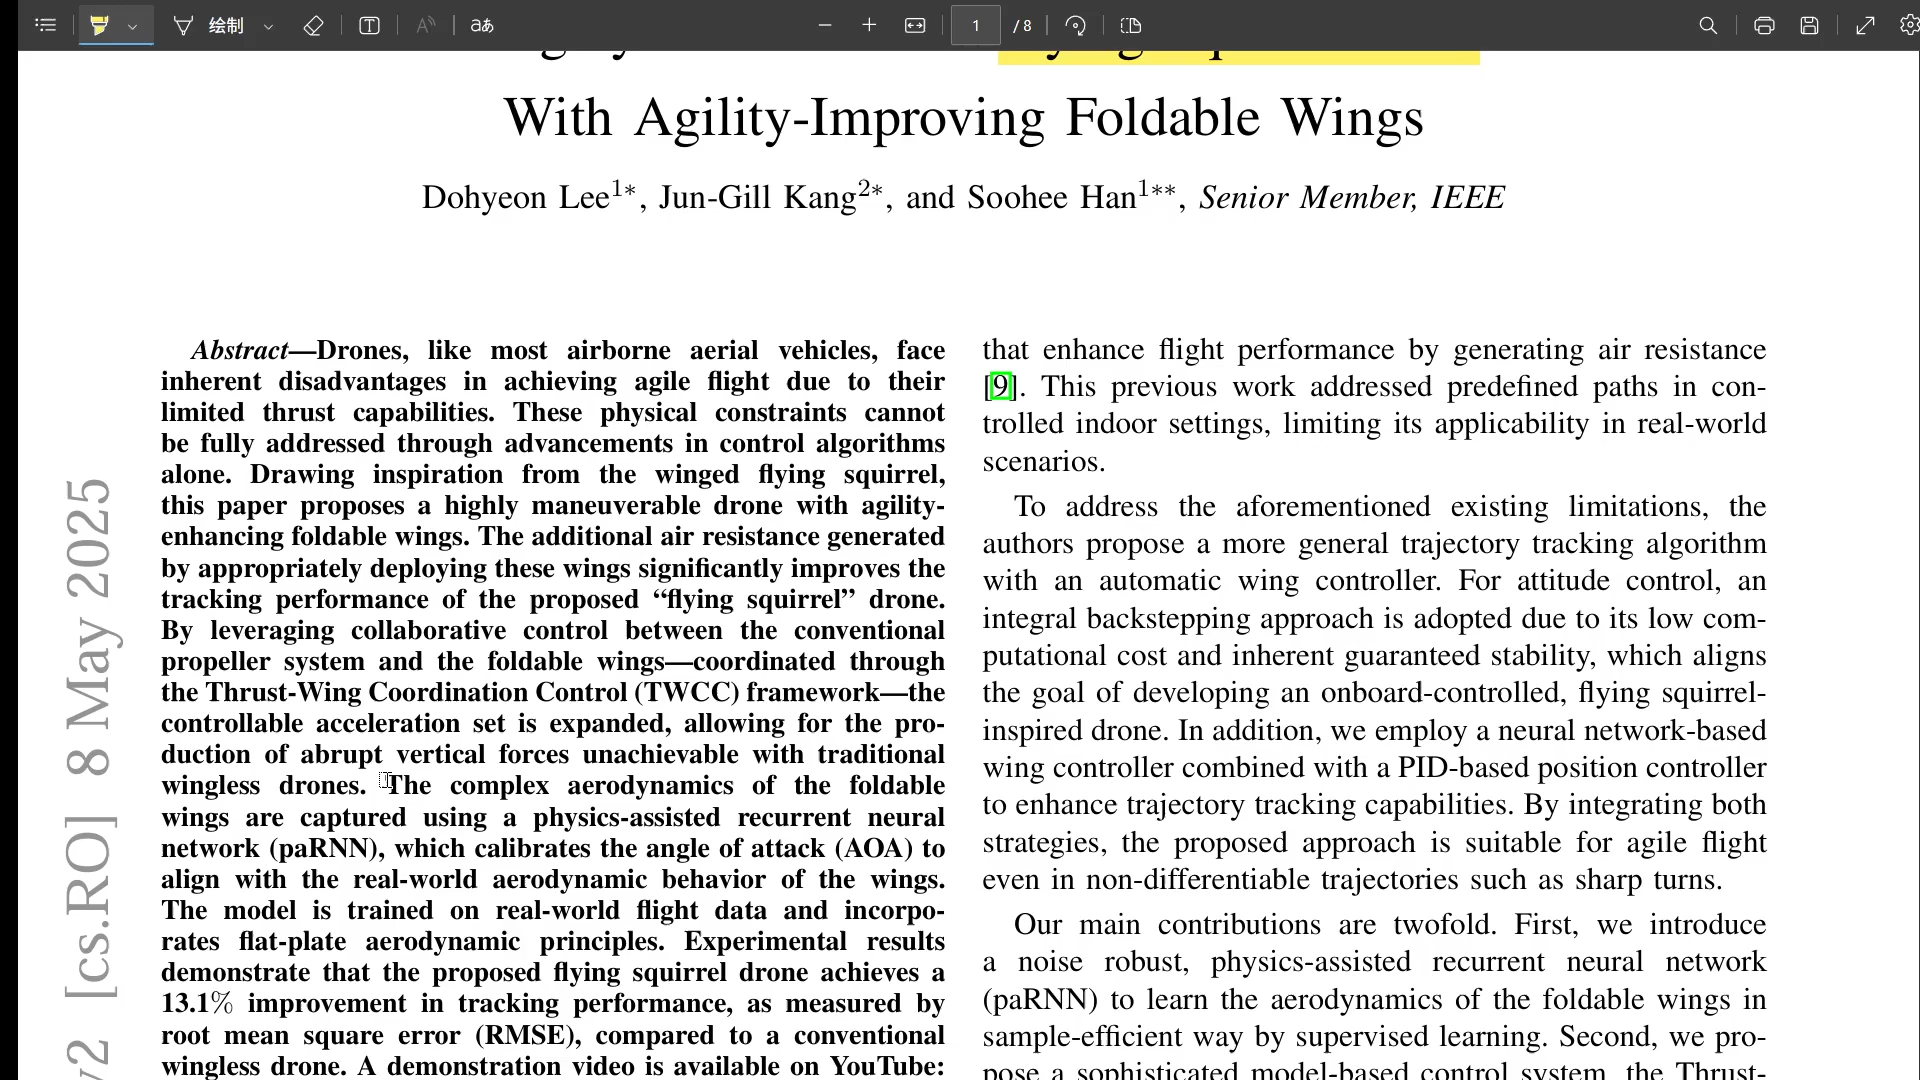 绘制
aあ
1
/ 8
With Agility-Improving Foldable Wings
Dohyeon Lee1*, Jun-Gill Kang2*, and Soohee Han1**, Senior Member, IEEE
Abstract—Drones, like most airborne aerial vehicles, face
inherent disadvantages in achieving agile flight due to their
limited thrust capabilities. These physical constraints cannot
be fully addressed through advancements in control algorithms
alone. Drawing inspiration from the winged flying squirrel,
this paper proposes a highly maneuverable drone with agility-
enhancing foldable wings. The additional air resistance generated
by appropriately deploying these wings significantly improves the
tracking performance of the proposed “flying squirrel” drone.
By leveraging collaborative control between the conventional
propeller system and the foldable wings—coordinated through
the Thrust-Wing Coordination Control (TWCC) framework—the
controllable acceleration set is expanded, allowing for the pro-
duction of abrupt vertical forces unachievable with traditional
wingless drones. The complex aerodynamics of the foldable
wings are captured using a physics-assisted recurrent neural
network (paRNN), which calibrates the angle of attack (AOA) to
align with the real-world aerodynamic behavior of the wings.
The model is trained on real-world flight data and incorpo-
rates flat-plate aerodynamic principles. Experimental results
demonstrate that the proposed flying squirrel drone achieves a
13.1% improvement in tracking performance, as measured by
root mean square error (RMSE), compared to a conventional
wingless drone. A demonstration video is available on YouTube:
that enhance flight performance by generating air resistance
[9]. This previous work addressed predefined paths in con-
trolled indoor settings, limiting its applicability in real-world
scenarios.
To address the aforementioned existing limitations, the
authors propose a more general trajectory tracking algorithm
with an automatic wing controller. For attitude control, an
integral backstepping approach is adopted due to its low com-
putational cost and inherent guaranteed stability, which aligns
the goal of developing an onboard-controlled, flying squirrel-
inspired drone. In addition, we employ a neural network-based
wing controller combined with a PID-based position controller
to enhance trajectory tracking capabilities. By integrating both
strategies, the proposed approach is suitable for agile flight
even in non-differentiable trajectories such as sharp turns.
Our main contributions are twofold. First, we introduce
a noise robust, physics-assisted recurrent neural network
(paRNN) to learn the aerodynamics of the foldable wings in
sample-efficient way by supervised learning. Second, we pro-
pose a sophisticated model-based control system, the Thrust-
v2 [cs.RO] 8 May 2025